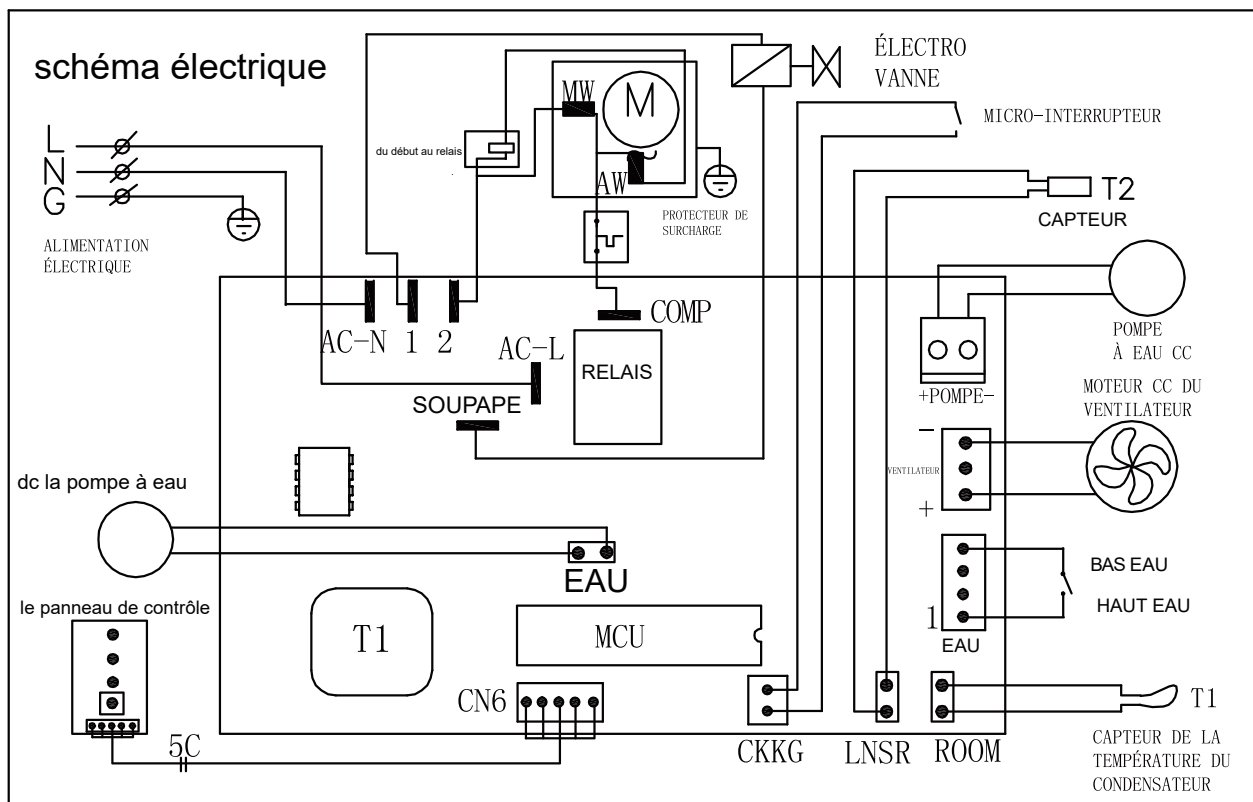 schéma électrique
L
N
G
ALIMENTATION
ÉLECTRIQUE
du début au relais
MW
M
AW
PROTECTEUR DE
SURCHARGE
ÉLECTRO
VANNE
MICRO-INTERRUPTEUR
T2
CAPTEUR
AC-N 1 2
COMP
AC-L
RELAIS
SOUPAPE
POMPE
À EAU CC
+POMPE-
MOTEUR CC DU
VENTILATEUR
-
VENTILATEUR
+
dc la pompe à eau
EAU
BAS EAU
HAUT EAU
1
EAU
le panneau de contrôle
T1
MCU
CN6
5C
CKKG
LNSR
ROOM
T1
CAPTEUR DE LA
TEMPÉRATURE DU
CONDENSATEUR